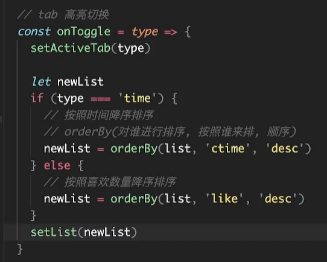 // tab 高亮切换
const onToggle = type => {
setActiveTab(type)
let newList
if (type === 'time') {
// 按照时间降序排序
// orderBy(对谁进行排序, 按照谁来排, 顺序)
newList = orderBy(list, 'ctime', 'desc')
} else {
// 按照喜欢数量降序排序
newList = orderBy(list, 'like', 'desc')
}
setList(newList)
}